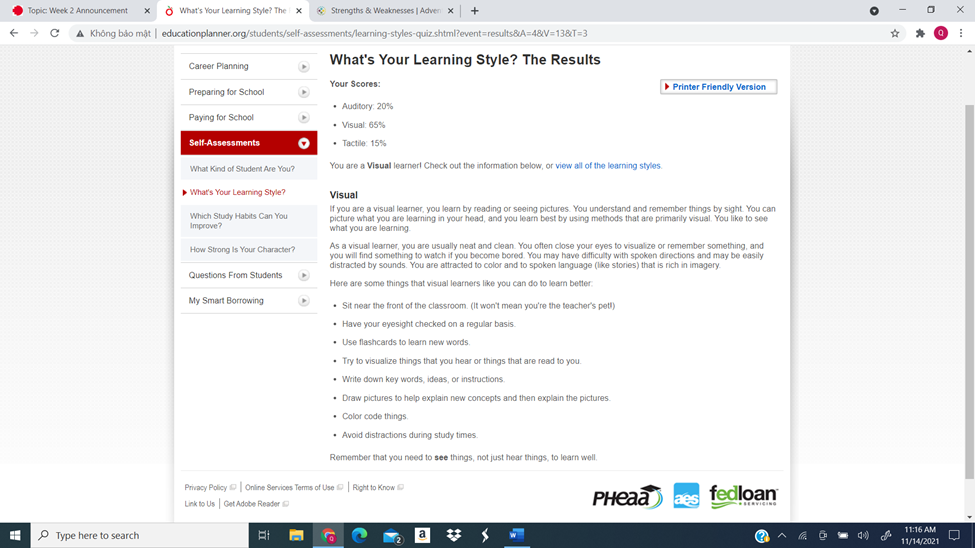 Topic: Week 2 Announcement
What's Your Learning Style? The
Strengths & Weaknesses | Adven
Không bảo mật | educationplanner.org/students/self-assessments/learning-styles-quiz.shtml?event=results&A=4&V=13&T=3
Q
Career Planning
Preparing for School
Paying for School
Self-Assessments
What Kind of Student Are You?
What's Your Learning Style?
Which Study Habits Can You
Improve?
How Strong Is Your Character?
Questions From Students
My Smart Borrowing
What's Your Learning Style? The Results
Printer Friendly Version
Your Scores:
• Auditory: 20%
• Visual: 65%
• Tactile: 15%
You are a Visual learner! Check out the information below, or view all of the learning styles.
Visual
If you are a visual learner, you learn by reading or seeing pictures. You understand and remember things by sight. You can
picture what you are learning in your head, and you learn best by using methods that are primarily visual. You like to
see what you are learning.
As a visual learner, you are usually neat and clean. You often close your eyes to visualize or remember something, and
you will find something to watch if you become bored. You may have difficulty with spoken directions and may be easily
distracted by sounds. You are attracted to color and to spoken language (like stories) that is rich in imagery.
Here are some things that visual learners like you can do to learn better:
• Sit near the front of the classroom. (It won't mean you're the teacher's pet!)
• Have your eyesight checked on a regular basis.
• Use flashcards to learn new words.
• Try to visualize things that you hear or things that are read to you.
• Write down key words, ideas, or instructions.
• Draw pictures to help explain new concepts and then explain the pictures.
• Color code things.
• Avoid distractions during study times.
Remember that you need to see things, not just hear things, to learn well.
Privacy Policy | Online Services Terms of Use | Right to Know
Link to Us | Get Adobe Reader
PHEAA aes fedloan
SERVICING
Type here to search
11:16 AM
11/14/2021